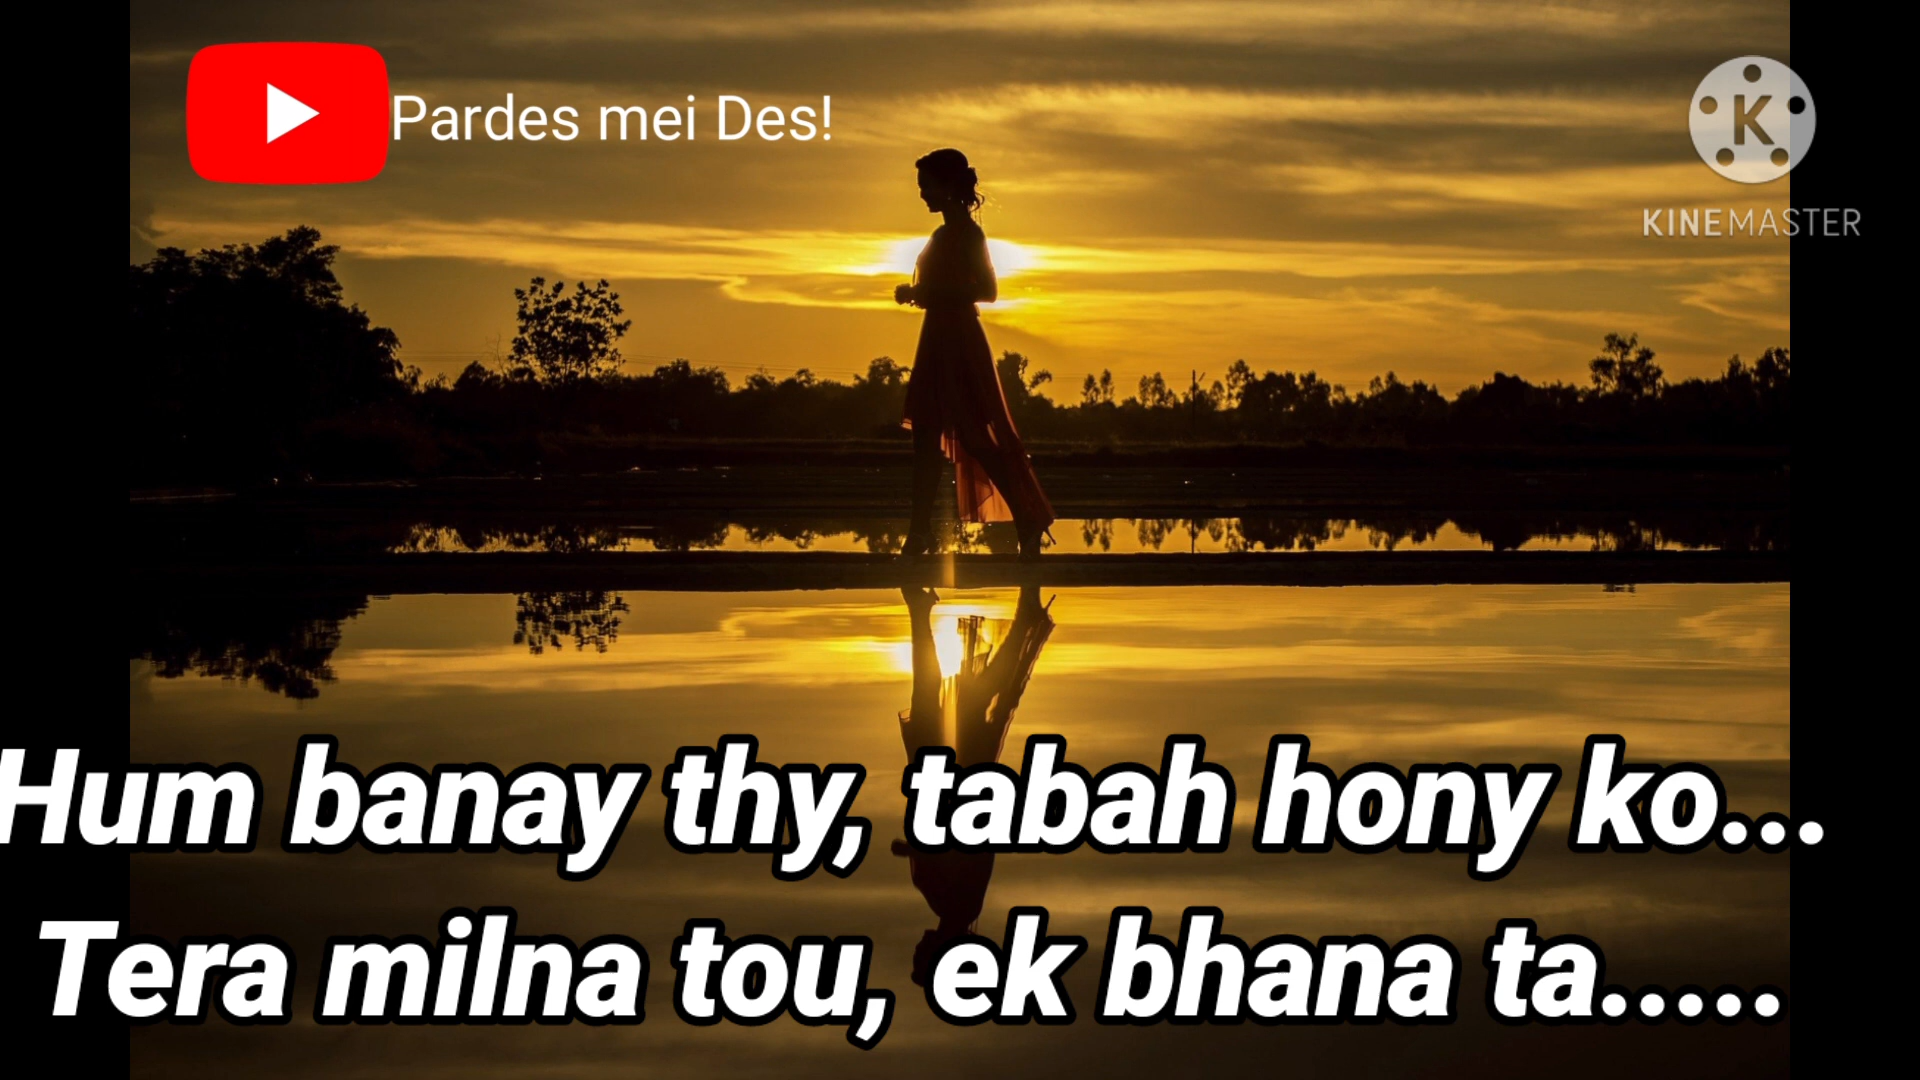 Pardes mei Des!
K
KINEMASTER
Hum banay thy, tabah hony ko...
Tera milna tou, ek bhana ta.....